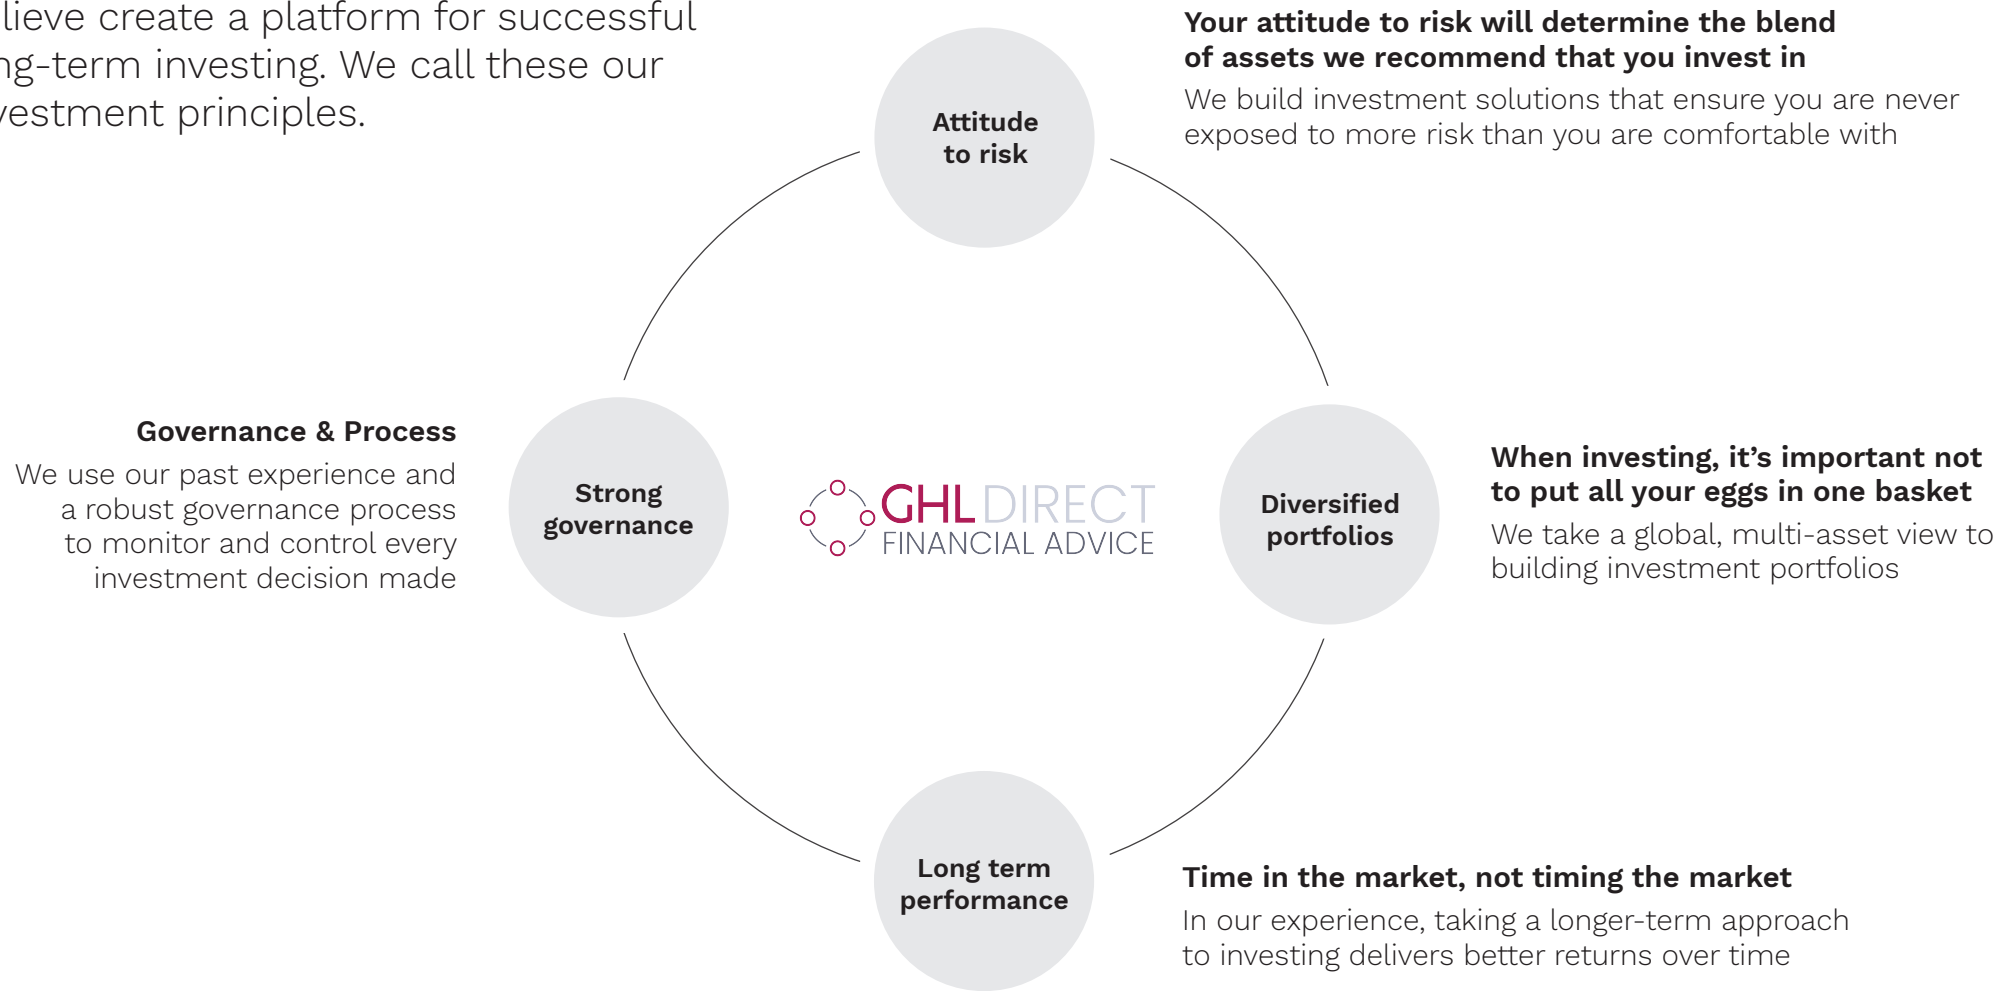 lieve create a platform for successful
ng-term investing. We call these our
vestment principles.
Attitude
to risk
Your attitude to risk will determine the blend
of assets we recommend that you invest in
We build investment solutions that ensure you are never
exposed to more risk than you are comfortable with
Governance & Process
We use our past experience and
a robust governance process
to monitor and control every
investment decision made
Strong
governance
GHL DIRECT
FINANCIAL ADVICE
Diversified
portfolios
When investing, it’s important not
to put all your eggs in one basket
We take a global, multi-asset view to
building investment portfolios
Long term
performance
Time in the market, not timing the market
In our experience, taking a longer-term approach
to investing delivers better returns over time